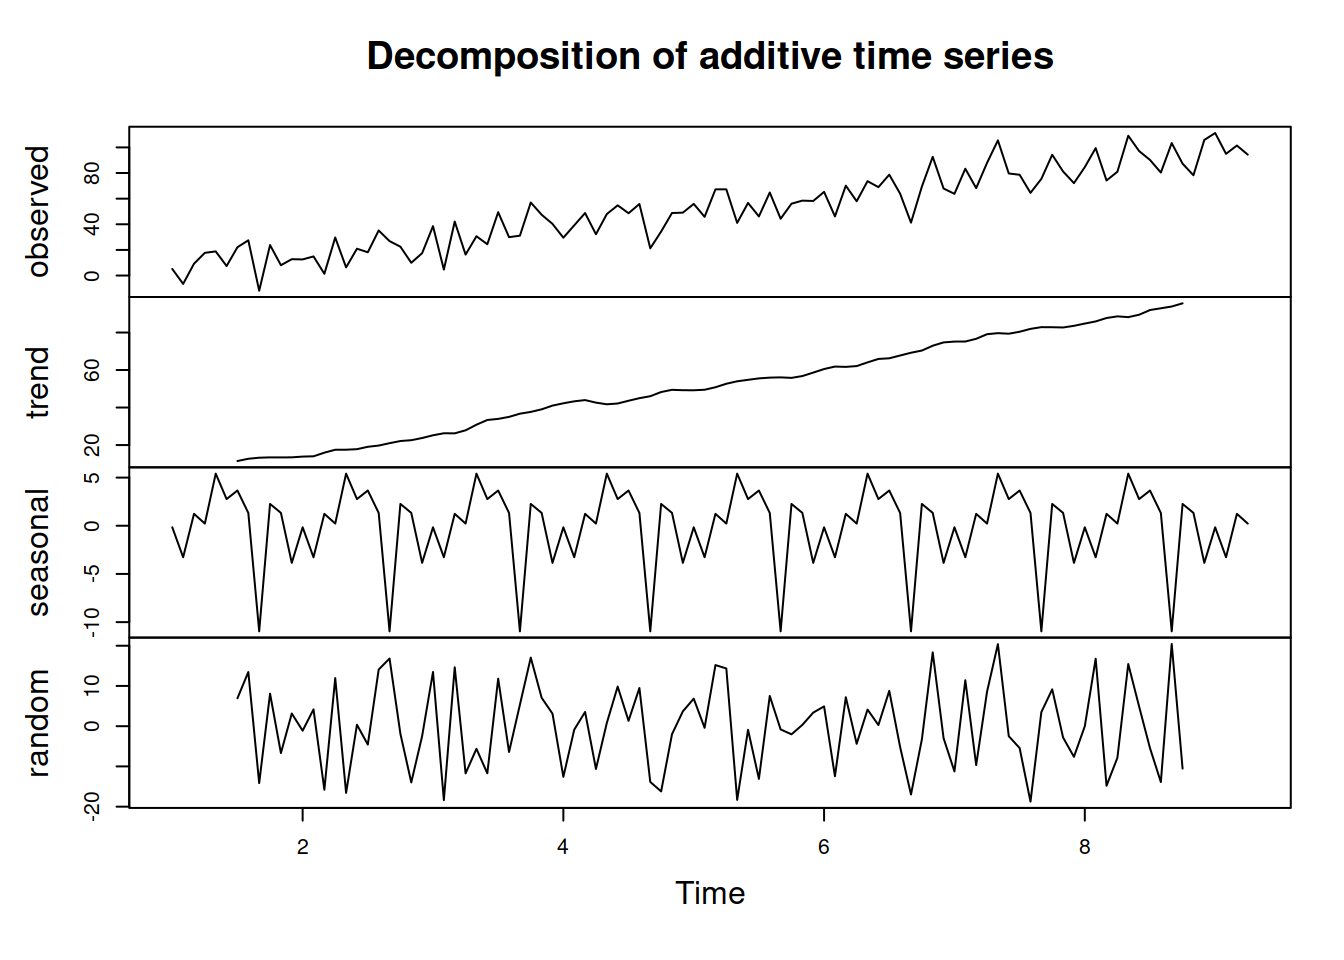 Decomposition of additive time series
observed
0 40 80
trend
20 60
seasonal
-10 -5 0 5
random
-20 0 10
2 4 6 8
Time